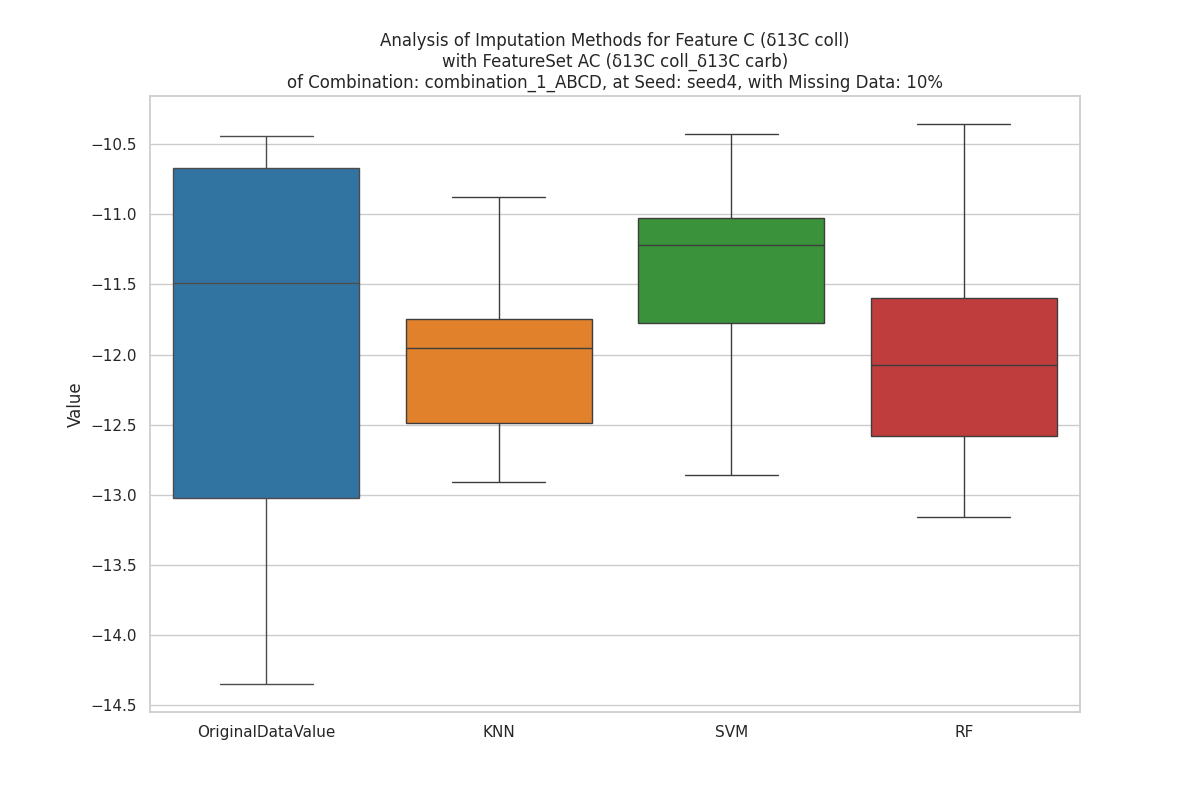 Analysis of Imputation Methods for Feature C (δ13C coll)
with FeatureSet AC (δ13C coll_δ13C carb)
of Combination: combination_1_ABCD, at Seed: seed4, with Missing Data: 10%
Value
−10.5
−11.0
−11.5
−12.0
−12.5
−13.0
−13.5
−14.0
−14.5
OriginalDataValue KNN SVM RF